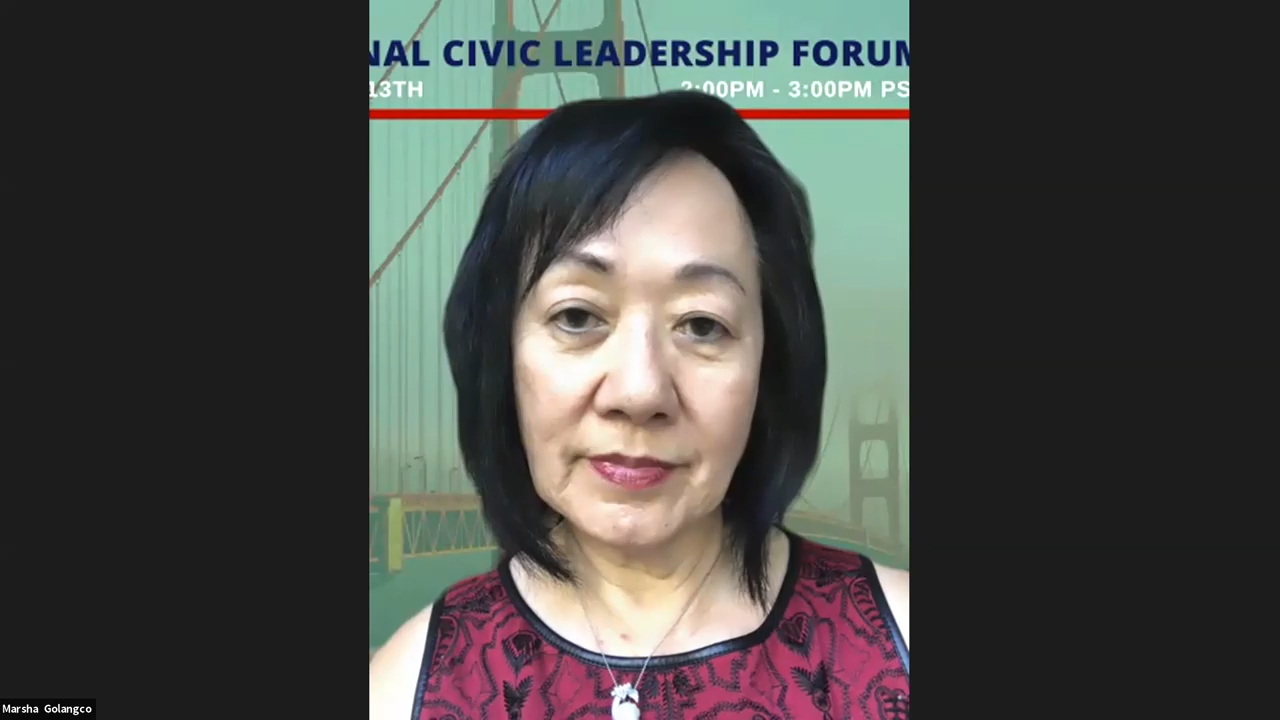 NAL CIVIC LEADERSHIP FORUM
13TH
2:00PM - 3:00PM PS
Marsha Golangco